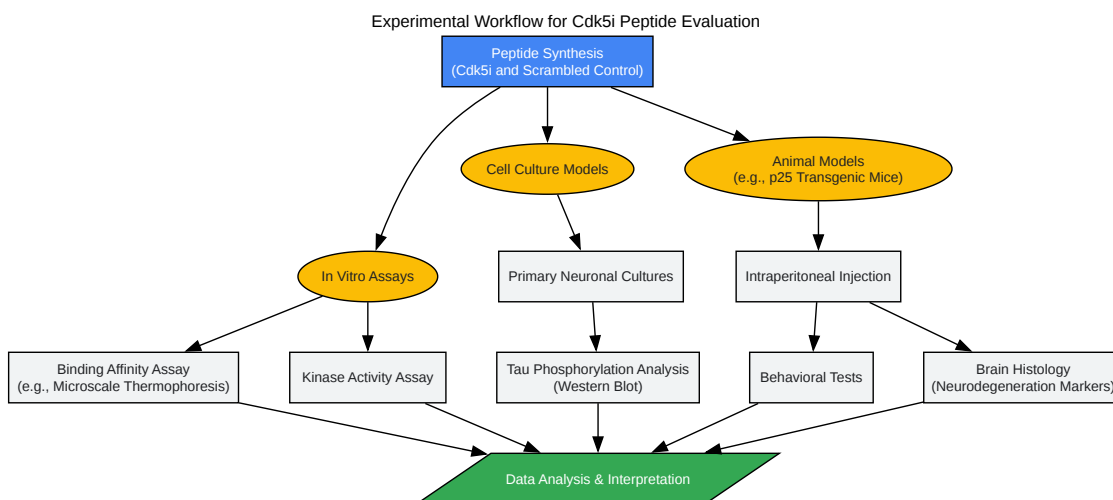 Experimental Workflow for Cdk5i Peptide Evaluation
Peptide Synthesis
(Cdk5i and Scrambled Control)
Cell Culture Models
Animal Models
(e.g., p25 Transgenic Mice)
In Vitro Assays
Primary Neuronal Cultures
Intraperitoneal Injection
Binding Affinity Assay
(e.g., Microscale Thermophoresis)
Kinase Activity Assay
Tau Phosphorylation Analysis
(Western Blot)
Behavioral Tests
Brain Histology
(Neurodegeneration Markers)
Data Analysis & Interpretation